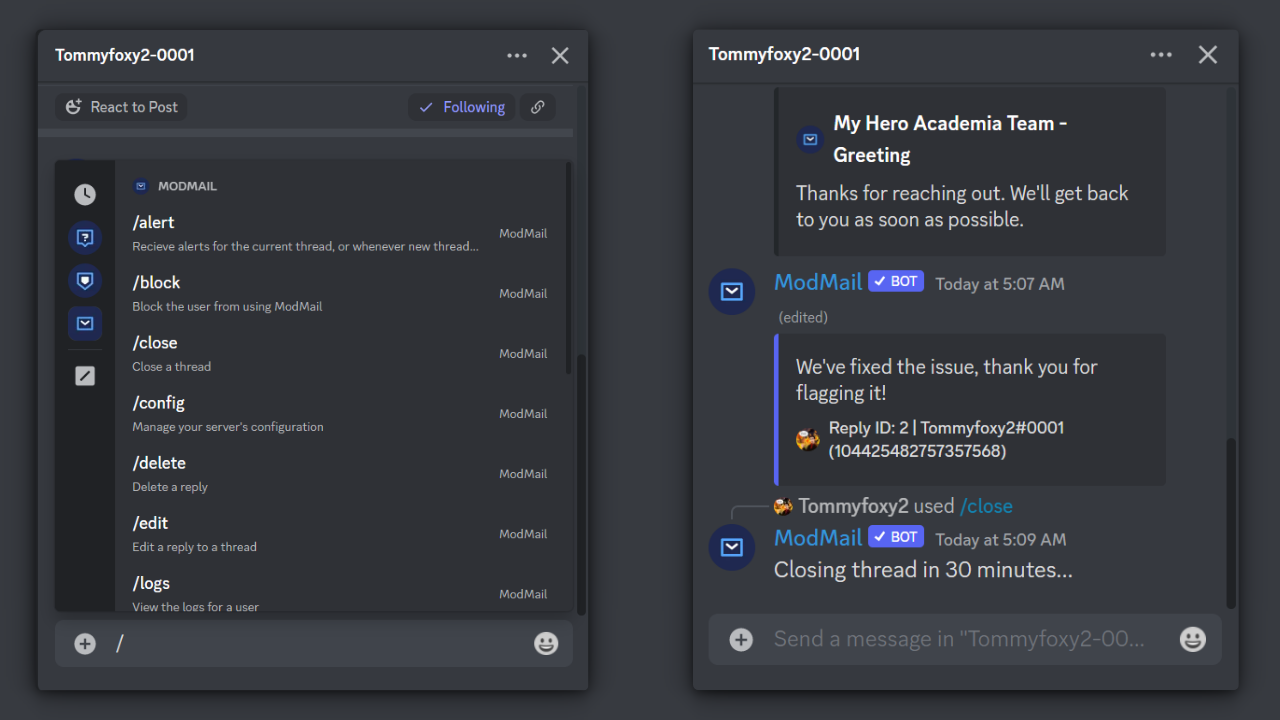 Tommyfoxy2-0001
React to Post
Following
MODMAIL
/alert
Recieve alerts for the current thread, or whenever new thread...
ModMail
/block
Block the user from using ModMail
ModMail
/close
Close a thread
ModMail
/config
Manage your server's configuration
ModMail
/delete
Delete a reply
ModMail
/edit
Edit a reply to a thread
ModMail
/logs
View the logs for a user
ModMail
/
Tommyfoxy2-0001
My Hero Academia Team -
Greeting
Thanks for reaching out. We'll get back
to you as soon as possible.
ModMail BOT Today at 5:07 AM
(edited)
We've fixed the issue, thank you for
flagging it!
Reply ID: 2 | Tommyfoxy2#0001
(104425482757357568)
Tommyfoxy2 used /close
ModMail BOT Today at 5:09 AM
Closing thread in 30 minutes...
Send a message in "Tommyfoxy2-00...